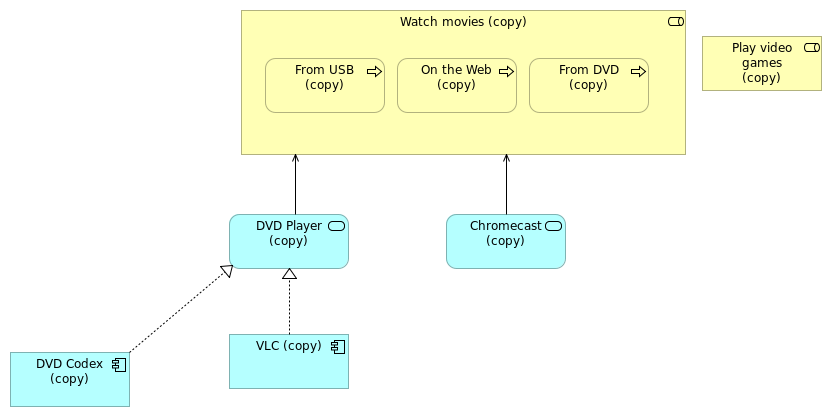 Watch movies (copy)
Play video
games
(copy)
From USB
(copy)
On the Web
(copy)
From DVD
(copy)
DVD Player
(copy)
Chromecast
(copy)
VLC (copy)
DVD Codex
(copy)